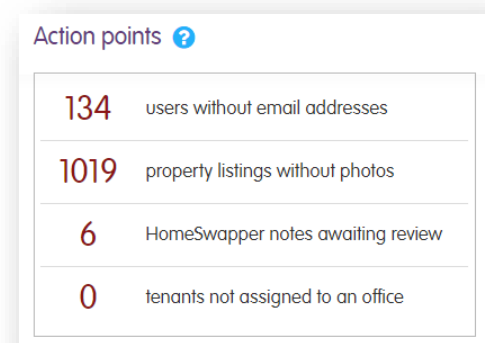 Action points ?
134 users without email addresses
1019 property listings without photos
6 HomeSwapper notes awaiting review
0 tenants not assigned to an office